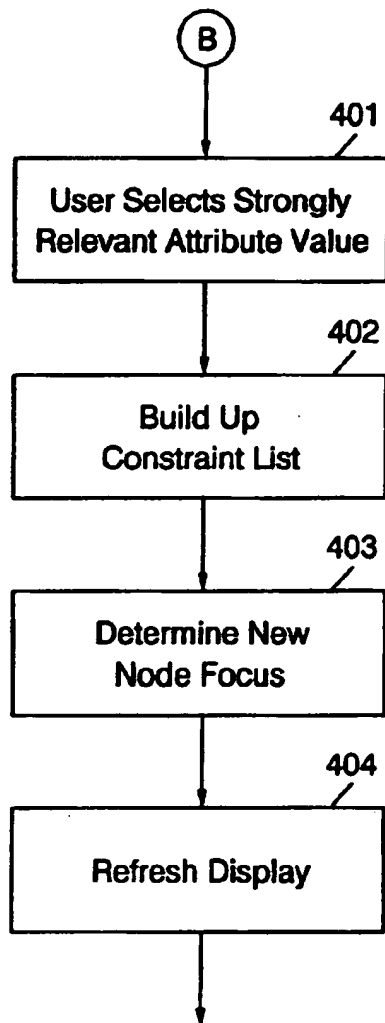 B
401
User Selects Strongly
Relevant Attribute Value
402
Build Up
Constraint List
403
Determine New
Node Focus
404
Refresh Display